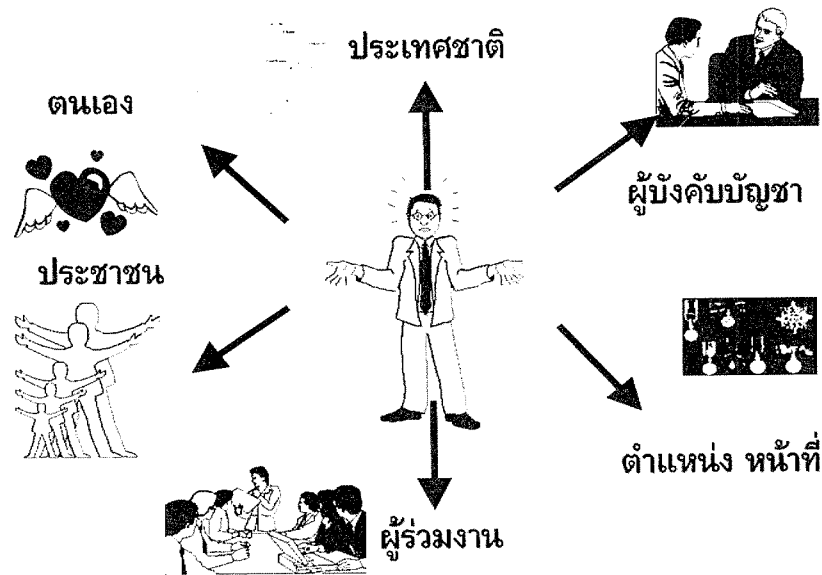 ประเทศชาติ
ตนเอง
ผู้บังคับบัญชา
ประชาชน
ตำแหน่ง หน้าที่
ผู้ร่วมงาน